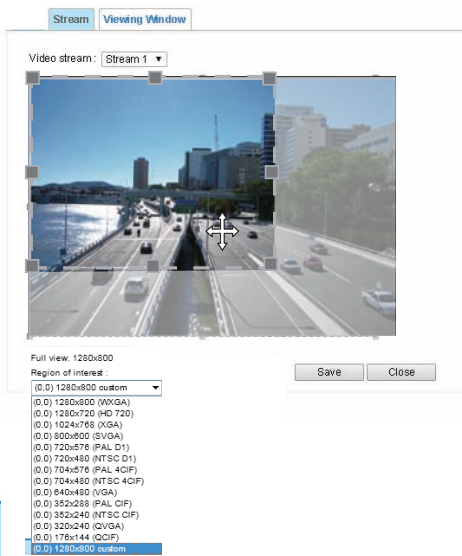 Stream Viewing Window
Video stream : Stream 1
Full view: 1280x800
Region of interest :
(0,0) 1280x800 custom
Save Close
(0,0) 1280x800 (WXGA)
(0,0) 1280x720 (HD 720)
(0,0) 1024x768 (XGA)
(0,0) 800x600 (SVGA)
(0,0) 720x576 (PAL D1)
(0,0) 720x480 (NTSC D1)
(0,0) 704x576 (PAL 4CIF)
(0,0) 704x480 (NTSC 4CIF)
(0,0) 640x480 (VGA)
(0,0) 352x288 (PAL CIF)
(0,0) 352x240 (NTSC CIF)
(0,0) 320x240 (QVGA)
(0,0) 176x144 (QCIF)
(0,0) 1280x800 custom